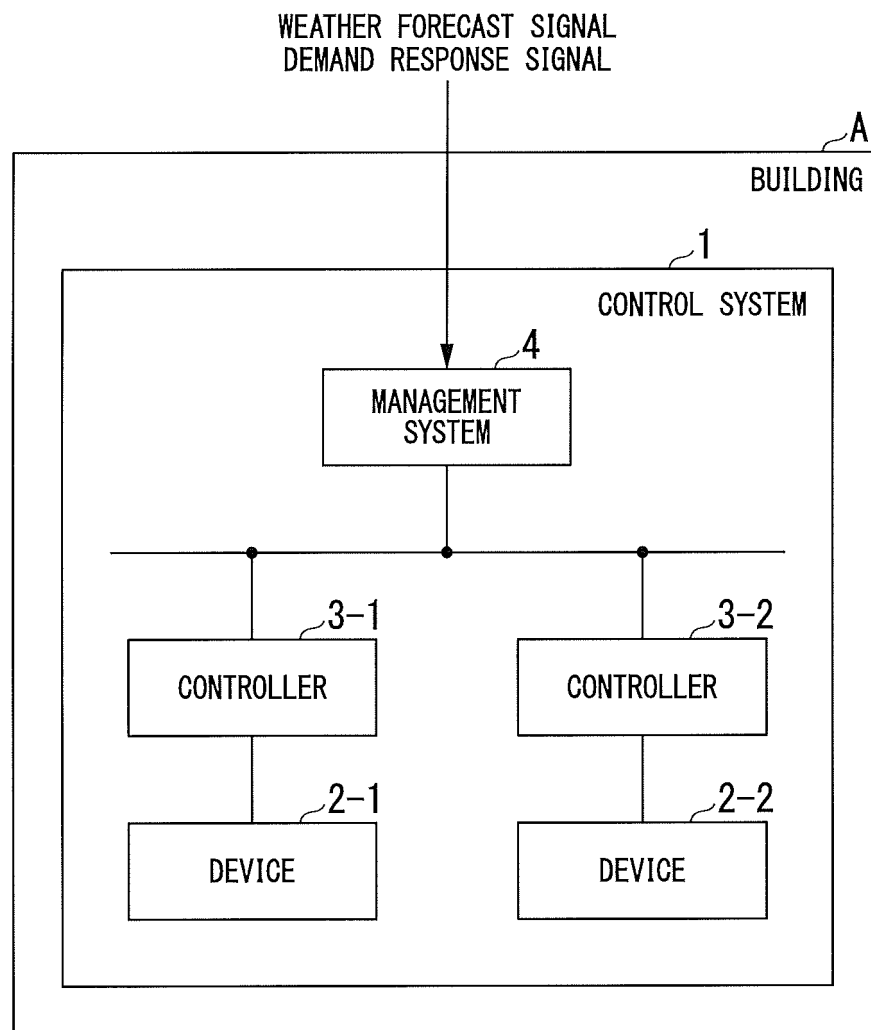 WEATHER FORECAST SIGNAL
DEMAND RESPONSE SIGNAL
A
BUILDING
1
CONTROL SYSTEM
4
MANAGEMENT
SYSTEM
3-1
3-2
CONTROLLER
CONTROLLER
2-1
2-2
DEVICE
DEVICE